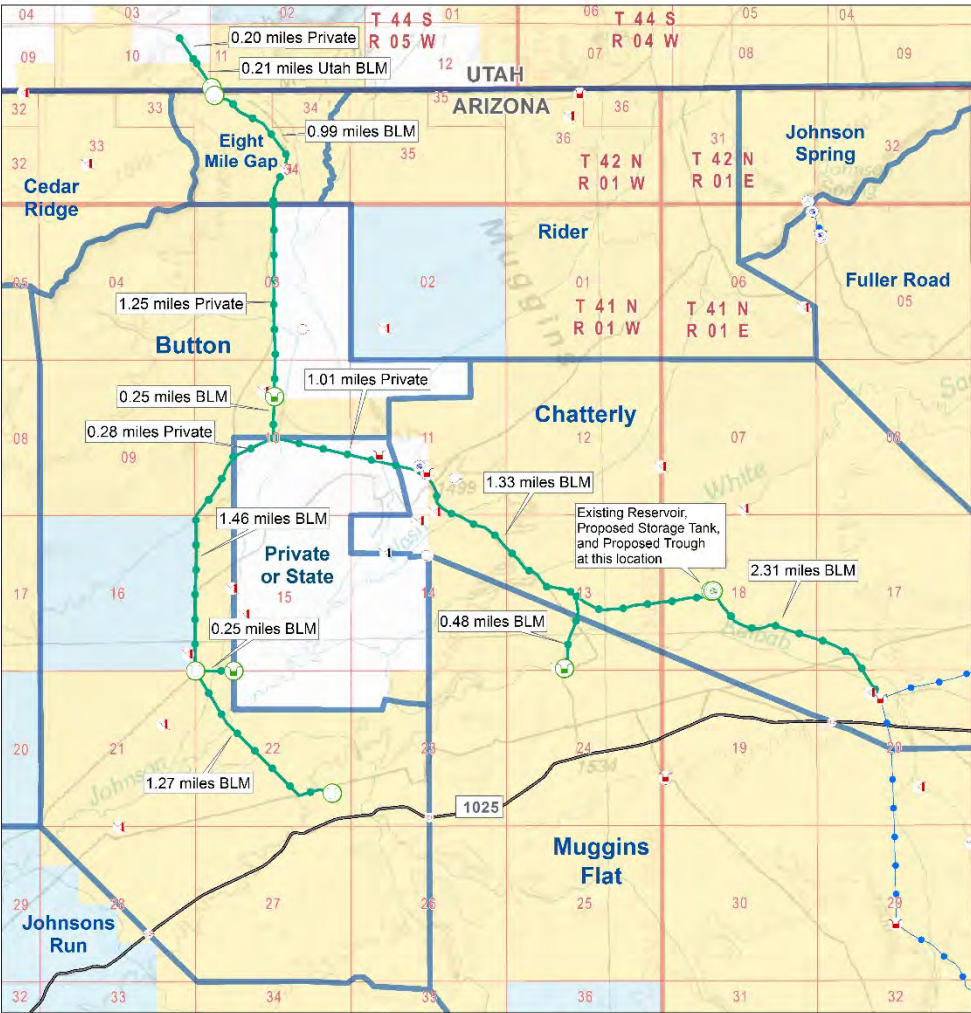 04
03
02
01
06
T 44 S
R 05 W
T 44 S
R 04 W
05
04
0.20 miles Private
09
10
11
12
07
08
09
0.21 miles Utah BLM
UTAH
ARIZONA
32
33
34
35
36
31
32
33
0.99 miles BLM
Eight
Mile Gap
34
35
36
T 42 N
R 01 W
T 42 N
R 01 E
Johnson
Spring
Johnson
Spring
32
Cedar
Ridge
Muggins
Rider
05
04
03
02
01
06
Fuller Road
05
1.25 miles Private
T 41 N
R 01 W
T 41 N
R 01 E
Button
1.01 miles Private
0.25 miles BLM
Chatterly
0.28 miles Private
17
08
09
10
11
12
07
08
1499
White
1.33 miles BLM
1.46 miles BLM
Existing Reservoir,
Proposed Storage Tank,
and Proposed Trough
at this location
2.31 miles BLM
Private
or State
16
15
14
13
18
17
0.25 miles BLM
0.48 miles BLM
Kaibab
20
21
22
23
24
19
20
1534
Johnson
1.27 miles BLM
1025
Muggins
Flat
29
28
27
26
25
30
29
Johnsons
Run
32
33
34
35
36
31
32